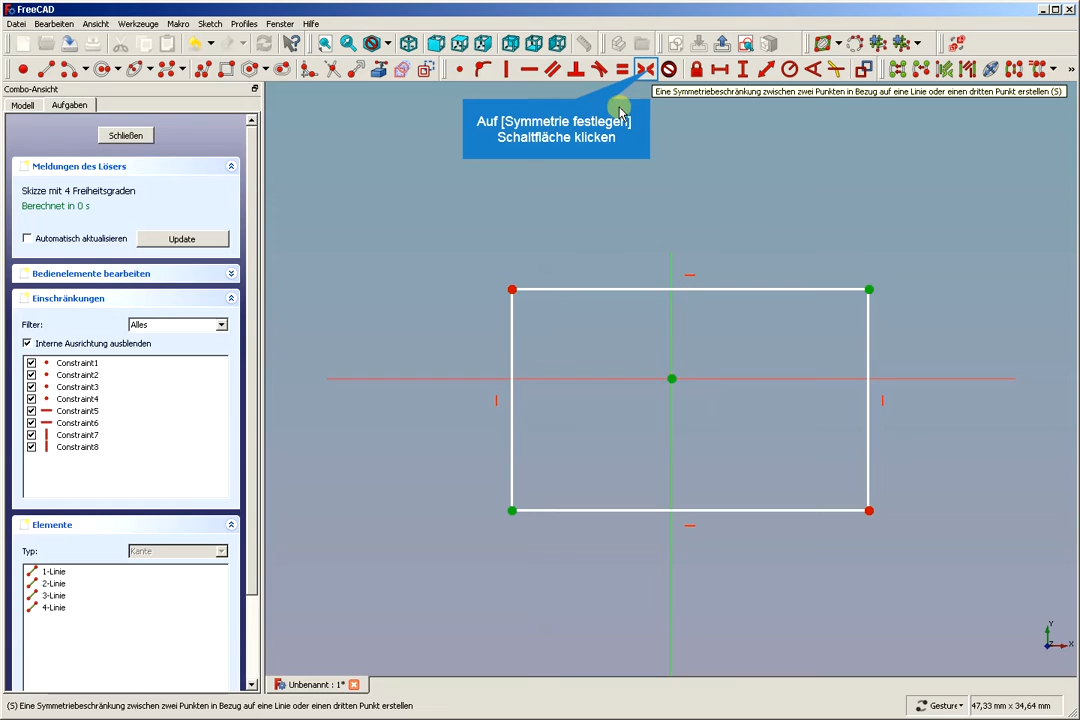 FreeCAD
Datei Bearbeiten Ansicht Werkzeuge Makro Sketch Profiles Fenster Hilfe
Combo-Ansicht
Eine Symmetriebeschränkung zwischen zwei Punkten in Bezug auf eine Linie oder einen dritten Punkt erstellen (S)
Modell Aufgaben
Auf [Symmetrie festlegen]
Schaltfläche klicken
Schließen
Meldungen des Lösers
Skizze mit 4 Freiheitsgraden
Berechnet in 0 s
Automatisch aktualisieren Update
Bedienelemente bearbeiten
Einschränkungen
Filter: Alles
Interne Ausrichtung ausblenden
Constraint1
Constraint2
Constraint3
Constraint4
Constraint5
Constraint6
Constraint7
Constraint8
Elemente
Typ: Kante
1-Linie
2-Linie
3-Linie
4-Linie
Y
Z X
Unbenannt : 1*
(S) Eine Symmetriebeschränkung zwischen zwei Punkten in Bezug auf eine Linie oder einen dritten Punkt erstellen
Gesture 47,33 mm x 34,64 mm